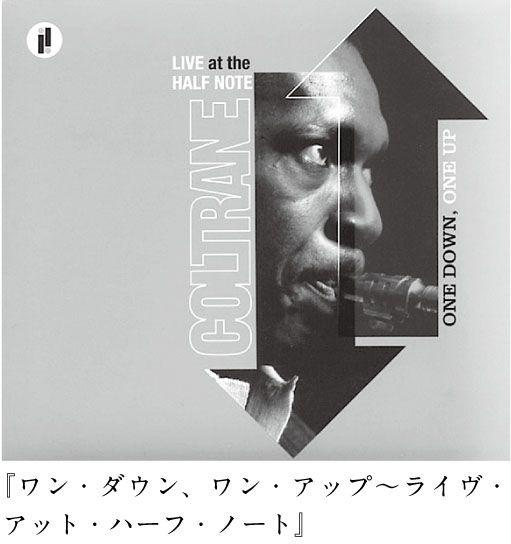 LIVE at the
HALF NOTE
COLTRANE
ONE DOWN, ONE UP
『ワン・ダウン、ワン・アップ〜ライヴ・
アット・ハーフ・ノート』